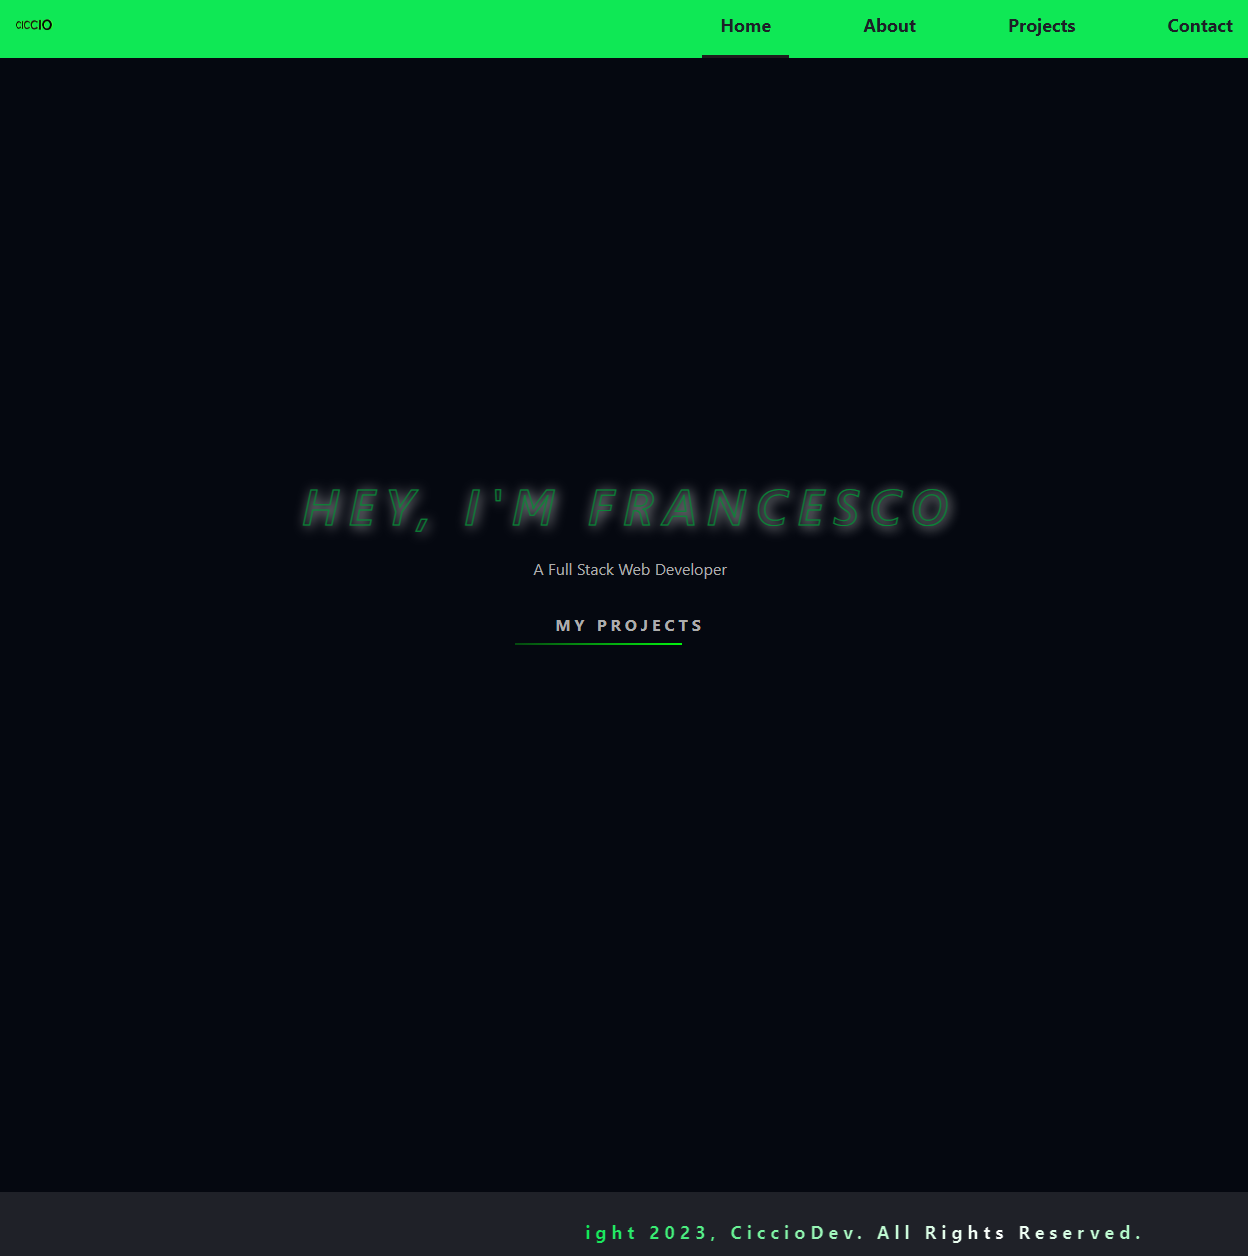 CICCIO
Home About Projects Contact
HEY, I'M FRANCESCO
A Full Stack Web Developer
MY PROJECTS
ight 2023, CiccioDev. All Rights Reserved.